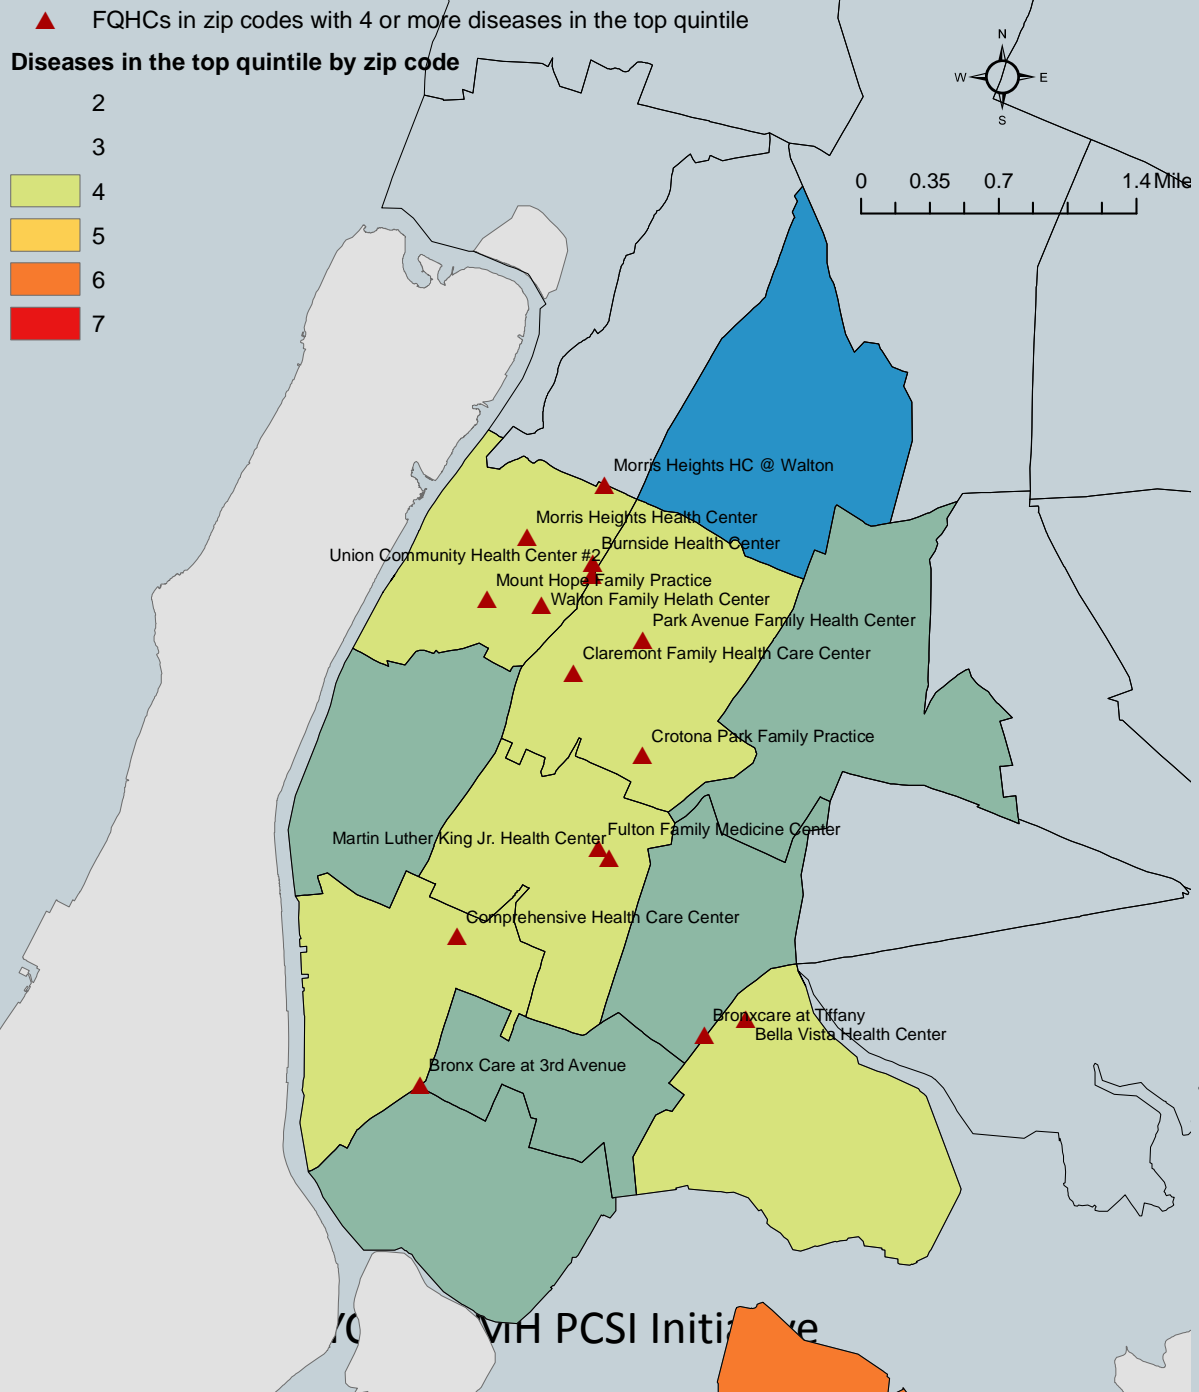 FQHCs in zip codes with 4 or more diseases in the top quintile
Diseases in the top quintile by zip code
2
3
4
5
6
7
N
W E
S
0 0.35 0.7 1.4 Mile
Morris Heights HC @ Walton
Morris Heights Health Center
Burnside Health Center
Union Community Health Center #2
Mount Hope Family Practice
Walton Family Helath Center
Park Avenue Family Health Center
Claremont Family Health Care Center
Crotona Park Family Practice
Fulton Family Medicine Center
Martin Luther King Jr. Health Center
Comprehensive Health Care Center
Bronxcare at Tiffany
Bella Vista Health Center
Bronx Care at 3rd Avenue
PCSI